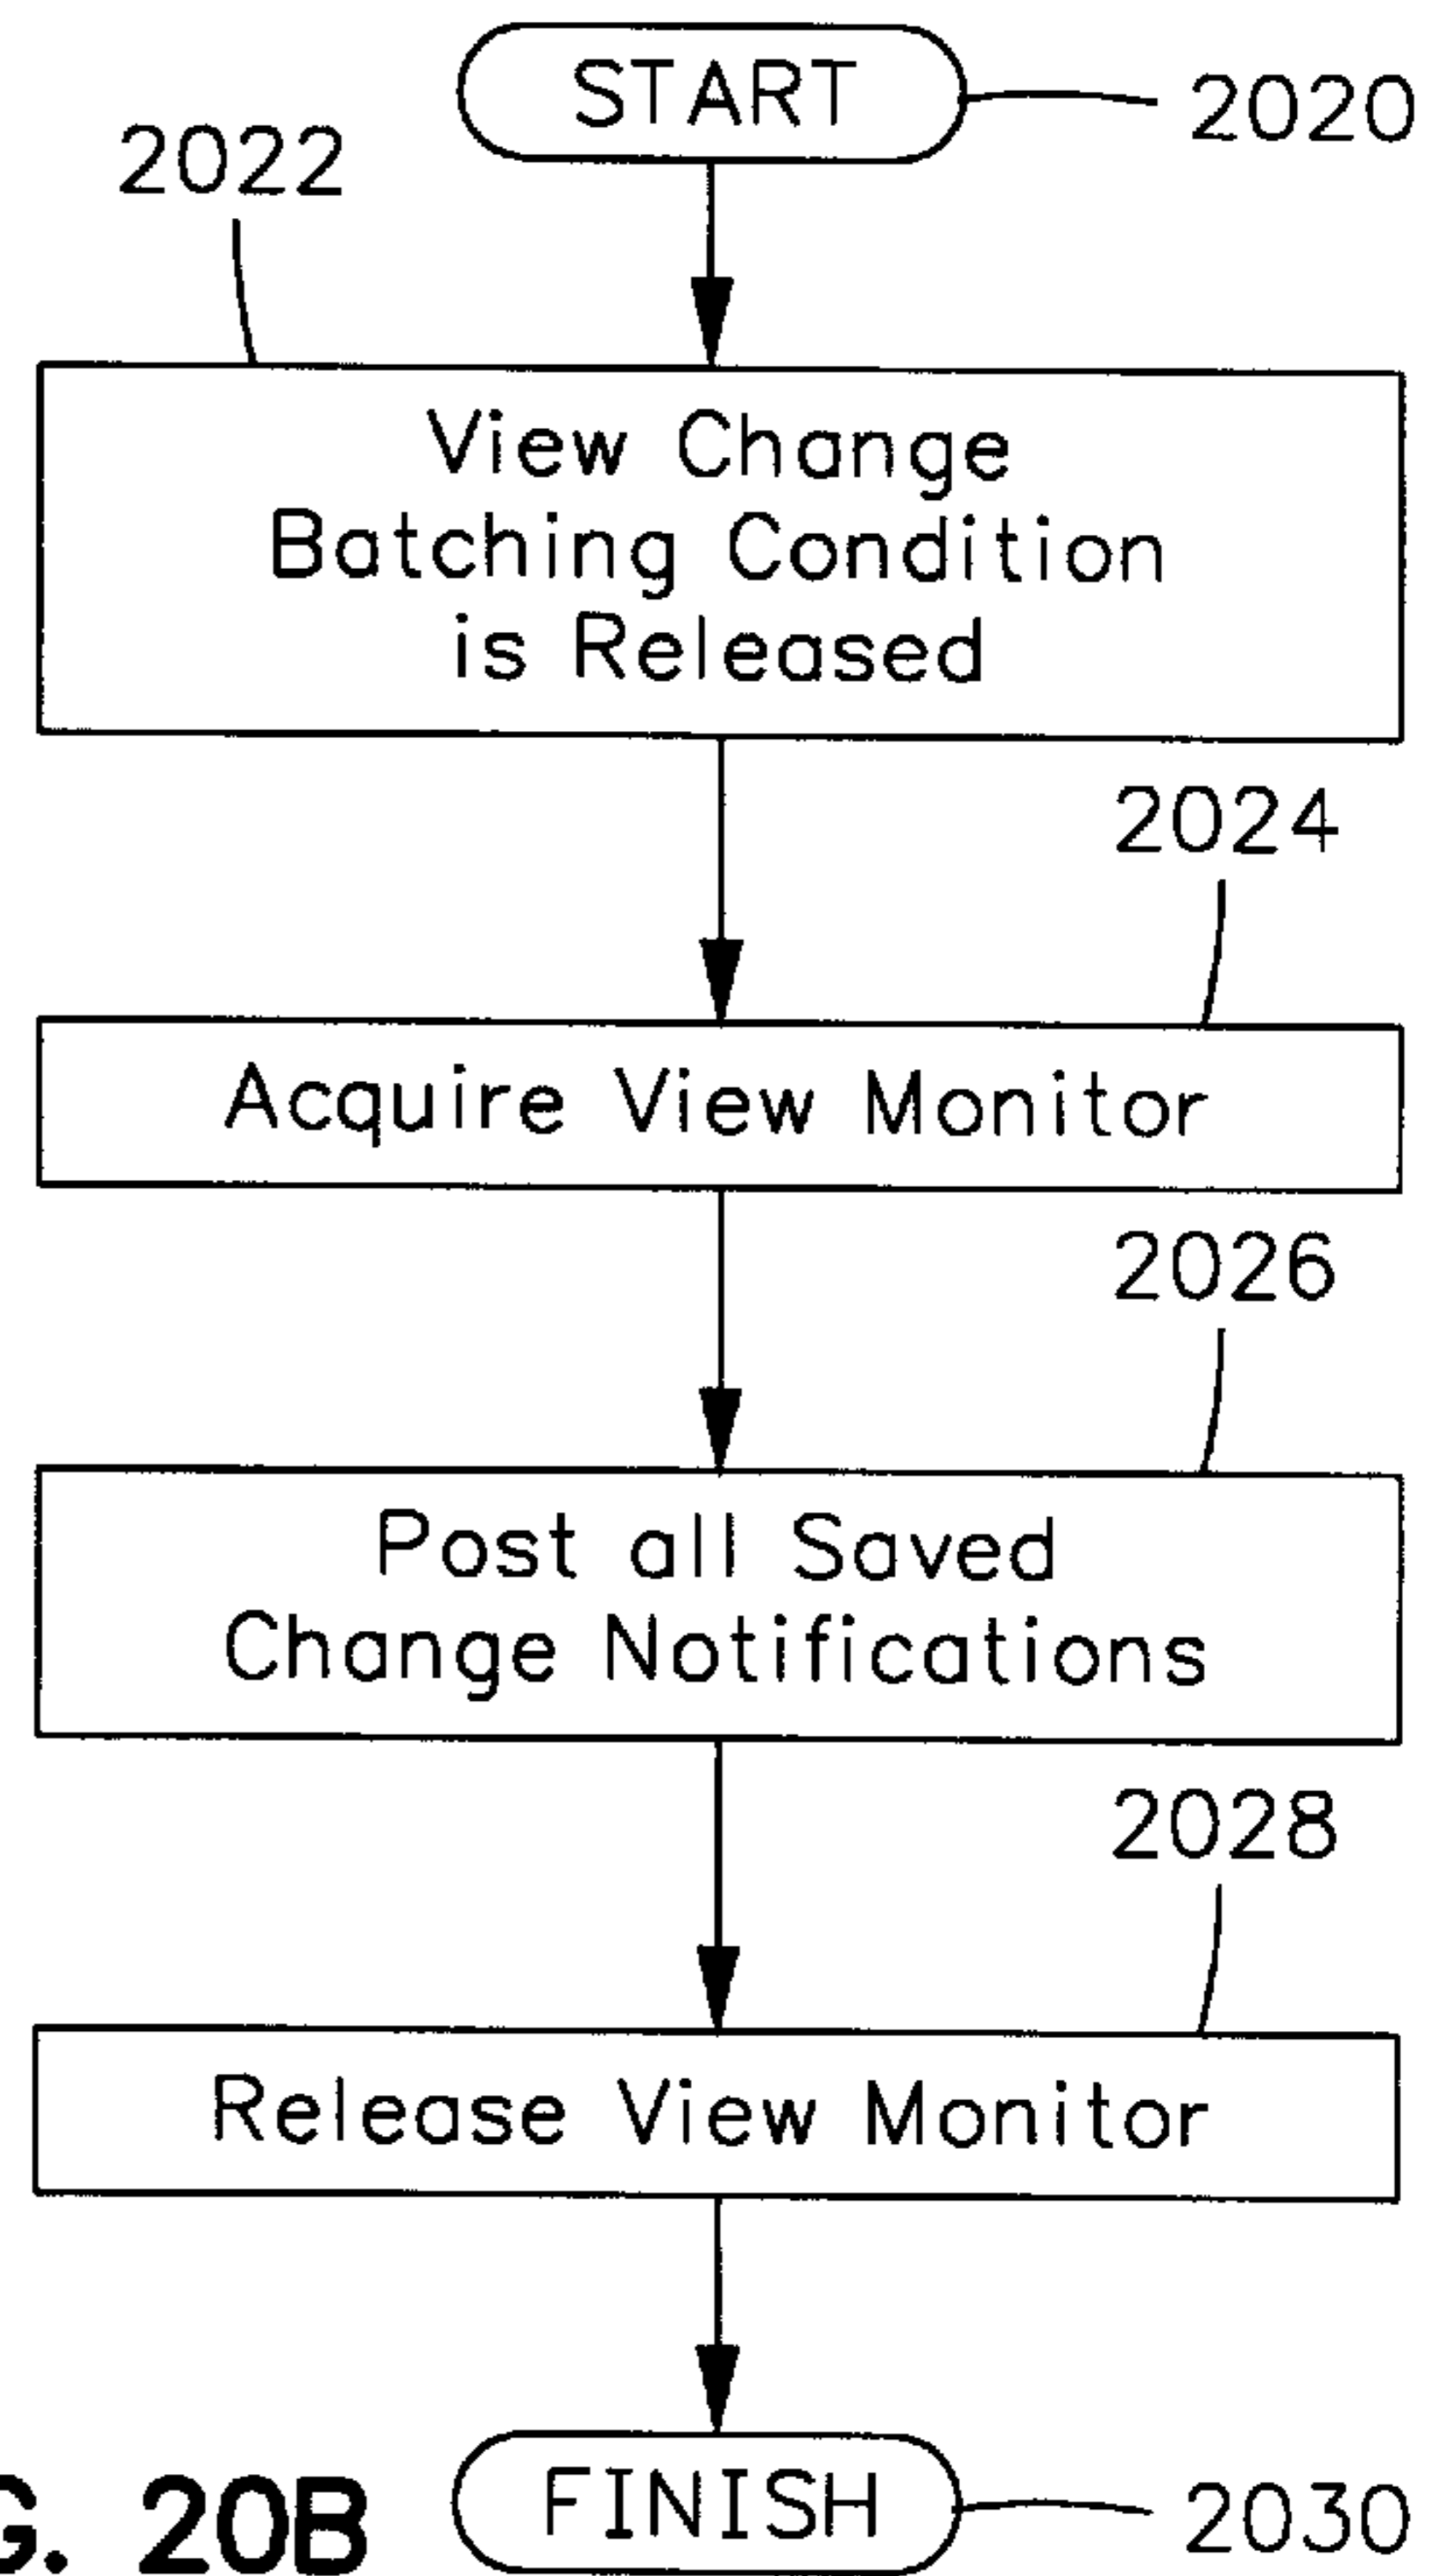 START
2020
2022
View Change
Batching Condition
is Released
2024
Acquire View Monitor
2026
Post all Saved
Change Notifications
2028
Release View Monitor
FINISH
2030
G. 20B